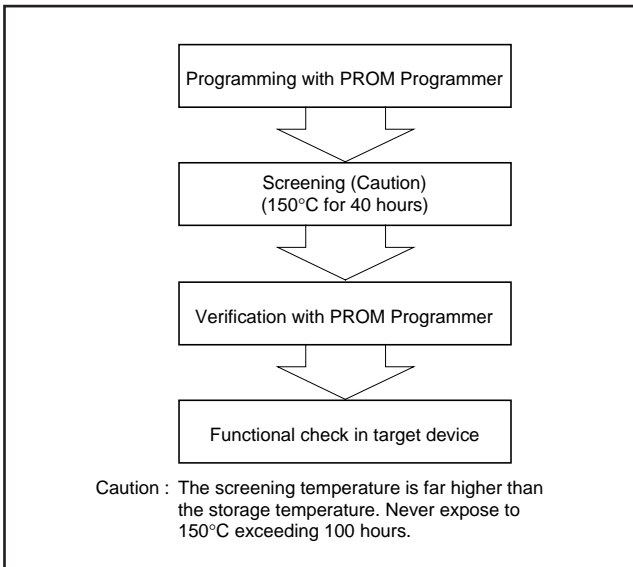 Programming with PROM Programmer
Screening (Caution)
(150°C for 40 hours)
Verification with PROM Programmer
Functional check in target device
Caution : The screening temperature is far higher than
the storage temperature. Never expose to
150°C exceeding 100 hours.